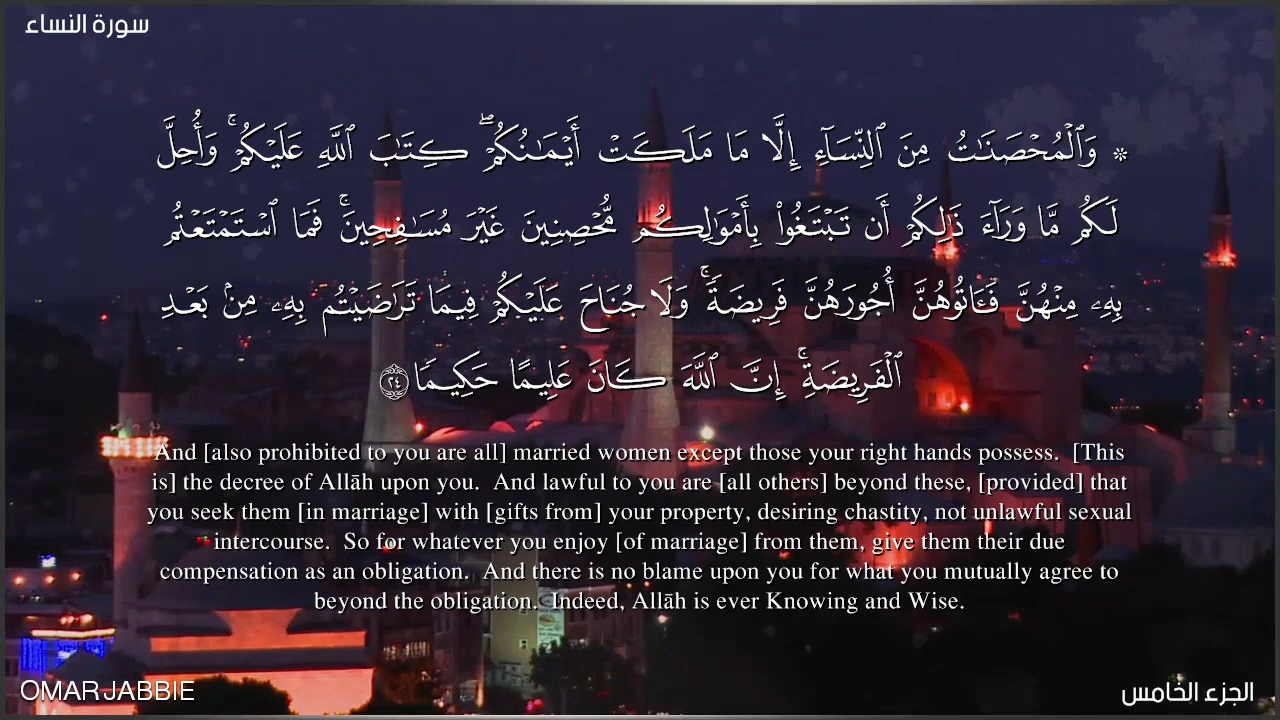 سورة النساء
۞ وَٱلْمُحْصَنَـٰتُ مِنَ ٱلنِّسَآءِ إِلَّا مَا مَلَكَتْ أَيْمَـٰنُكُمْ ۖ كِتَـٰبَ ٱللَّهِ عَلَيْكُمْ ۚ وَأُحِلَّ
لَكُم مَّا وَرَآءَ ذَٰلِكُمْ أَن تَبْتَغُوا۟ بِأَمْوَٰلِكُم مُّحْصِنِينَ غَيْرَ مُسَـٰفِحِينَ ۚ فَمَا ٱسْتَمْتَعْتُم
بِهِۦ مِنْهُنَّ فَـَٔاتُوهُنَّ أُجُورَهُنَّ فَرِيضَةً ۚ وَلَا جُنَاحَ عَلَيْكُمْ فِيمَا تَرَٰضَيْتُم بِهِۦ مِنۢ بَعْدِ
ٱلْفَرِيضَةِ ۚ إِنَّ ٱللَّهَ كَانَ عَلِيمًا حَكِيمًا ٢٤
And [also prohibited to you are all] married women except those your right hands possess.  [This
is] the decree of Allāh upon you.  And lawful to you are [all others] beyond these, [provided] that
you seek them [in marriage] with [gifts from] your property, desiring chastity, not unlawful sexual
intercourse.  So for whatever you enjoy [of marriage] from them, give them their due
compensation as an obligation.  And there is no blame upon you for what you mutually agree to
beyond the obligation.  Indeed, Allāh is ever Knowing and Wise.
OMAR JABBIE
الجزء الخامس